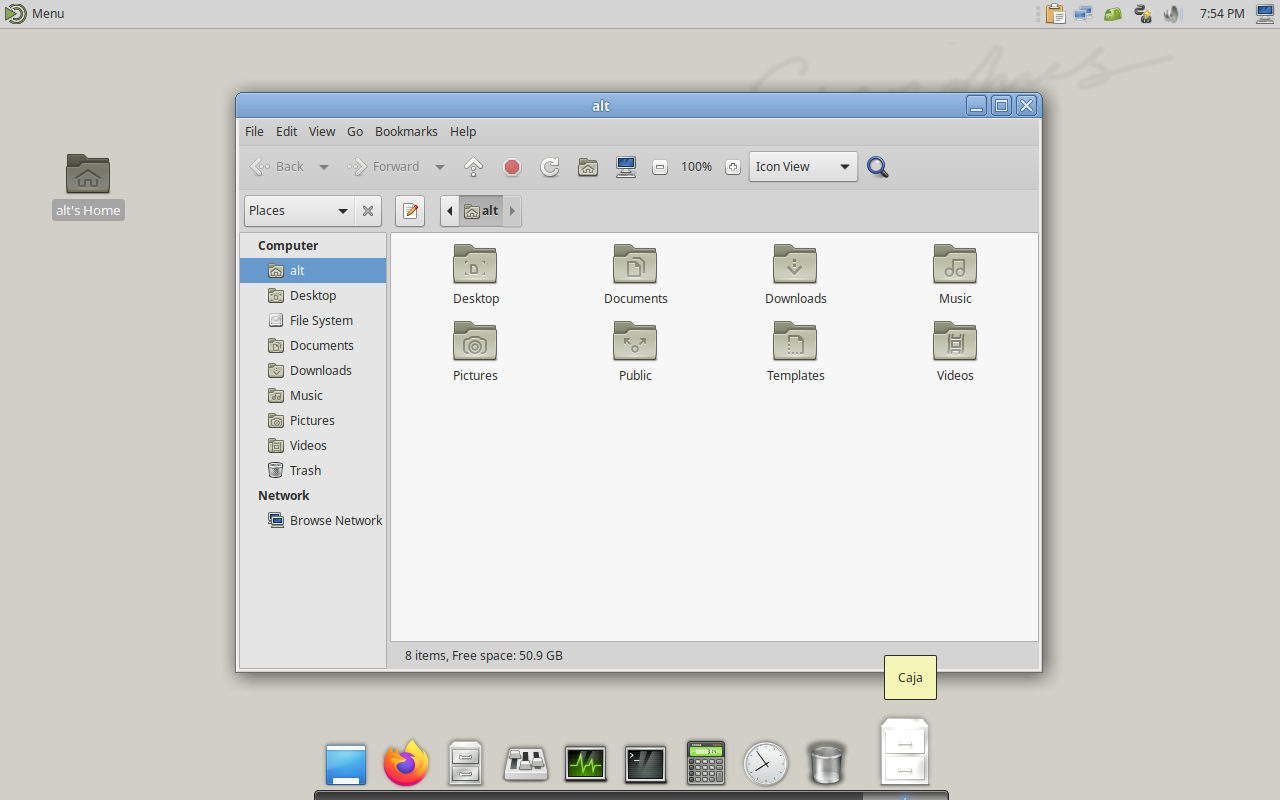 Menu
7:54 PM
alt's Home
alt
File Edit View Go Bookmarks Help
Back Forward 100% Icon View
Places alt
Computer
alt
Desktop
File System
Documents
Downloads
Music
Pictures
Videos
Trash
Network
Browse Network
Desktop Documents Downloads Music
Pictures Public Templates Videos
8 items, Free space: 50.9 GB
Caja